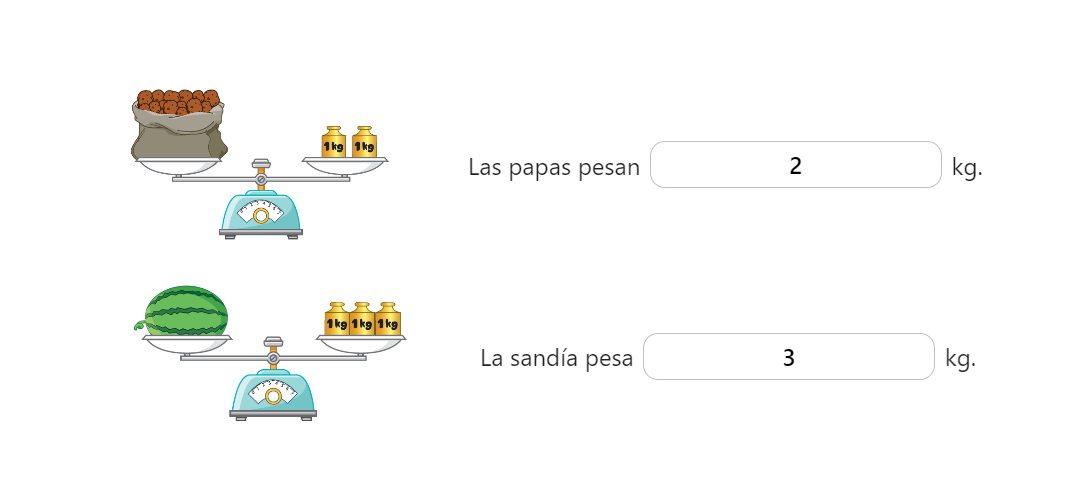 1 kg 1 kg
Las papas pesan 2 kg.
1 kg 1 kg 1 kg
La sandía pesa 3 kg.